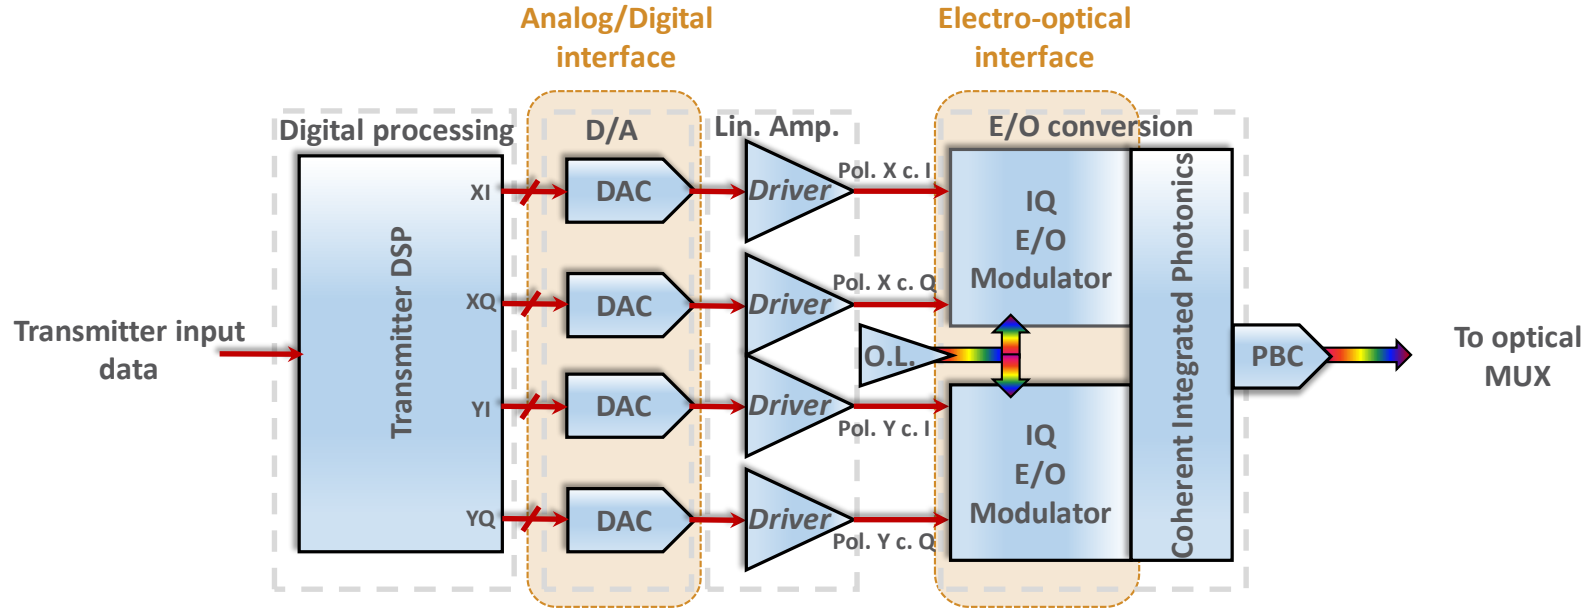 Analog/Digital
interface
Electro-optical
interface
Digital processing
D/A
Lin. Amp.
E/O conversion
Transmitter input
data
Transmitter DSP
XI
XQ
YI
YQ
DAC
DAC
DAC
DAC
Driver
Driver
Driver
Driver
Pol. X c. I
Pol. X c. Q
O.L.
Pol. Y c. I
Pol. Y c. Q
IQ
E/O
Modulator
IQ
E/O
Modulator
Coherent Integrated Photonics
PBC
To optical
MUX